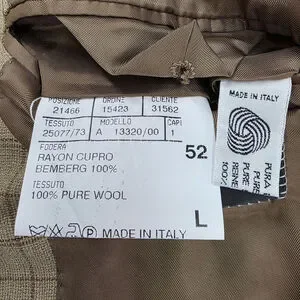 POSIZIONE ORDINE CLIENTE
21466 15423 31562
TESSUTO MODELLO CAPI
25077/73 A 13320/00 1
FODERA
RAYON CUPRO 52
BEMBERG 100%
TESSUTO
100% PURE WOOL
L
MADE IN ITALY
MADE IN ITALY
PURA
PURE
REINE
100%